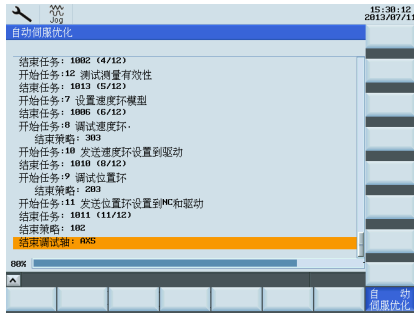 Jog
15:30:12
2013/07/11
自动伺服优化
结束任务: 1002 (4/12)
开始任务:12 测试测量有效性
结束任务: 1013 (5/12)
开始任务:7 设置速度环模型
结束任务: 1006 (6/12)
开始任务:8 调试速度环.
结束策略: 303
开始任务:10 发送速度环设置到驱动
结束任务: 1010 (8/12)
开始任务:9 调试位置环
结束策略: 203
开始任务:11 发送位置环设置到NC和驱动
结束任务: 1011 (11/12)
结束策略: 102
结束调试轴: AX5
80%
自 动
伺服优化